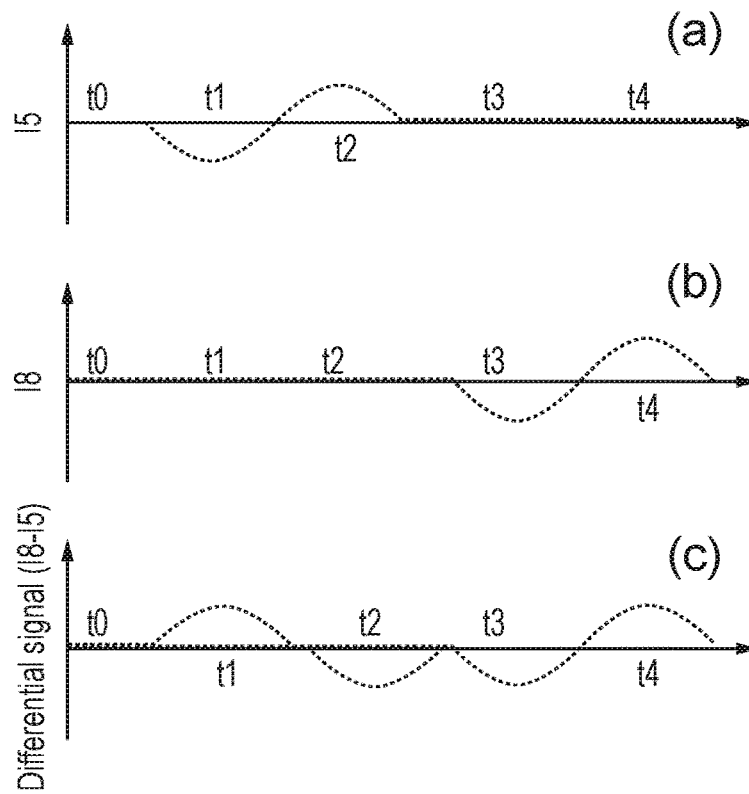 (a)
I5
t0
t1
t2
t3
t4
(b)
I8
t0
t1
t2
t3
t4
(c)
Differential signal (I8-I5)
t0
t1
t2
t3
t4